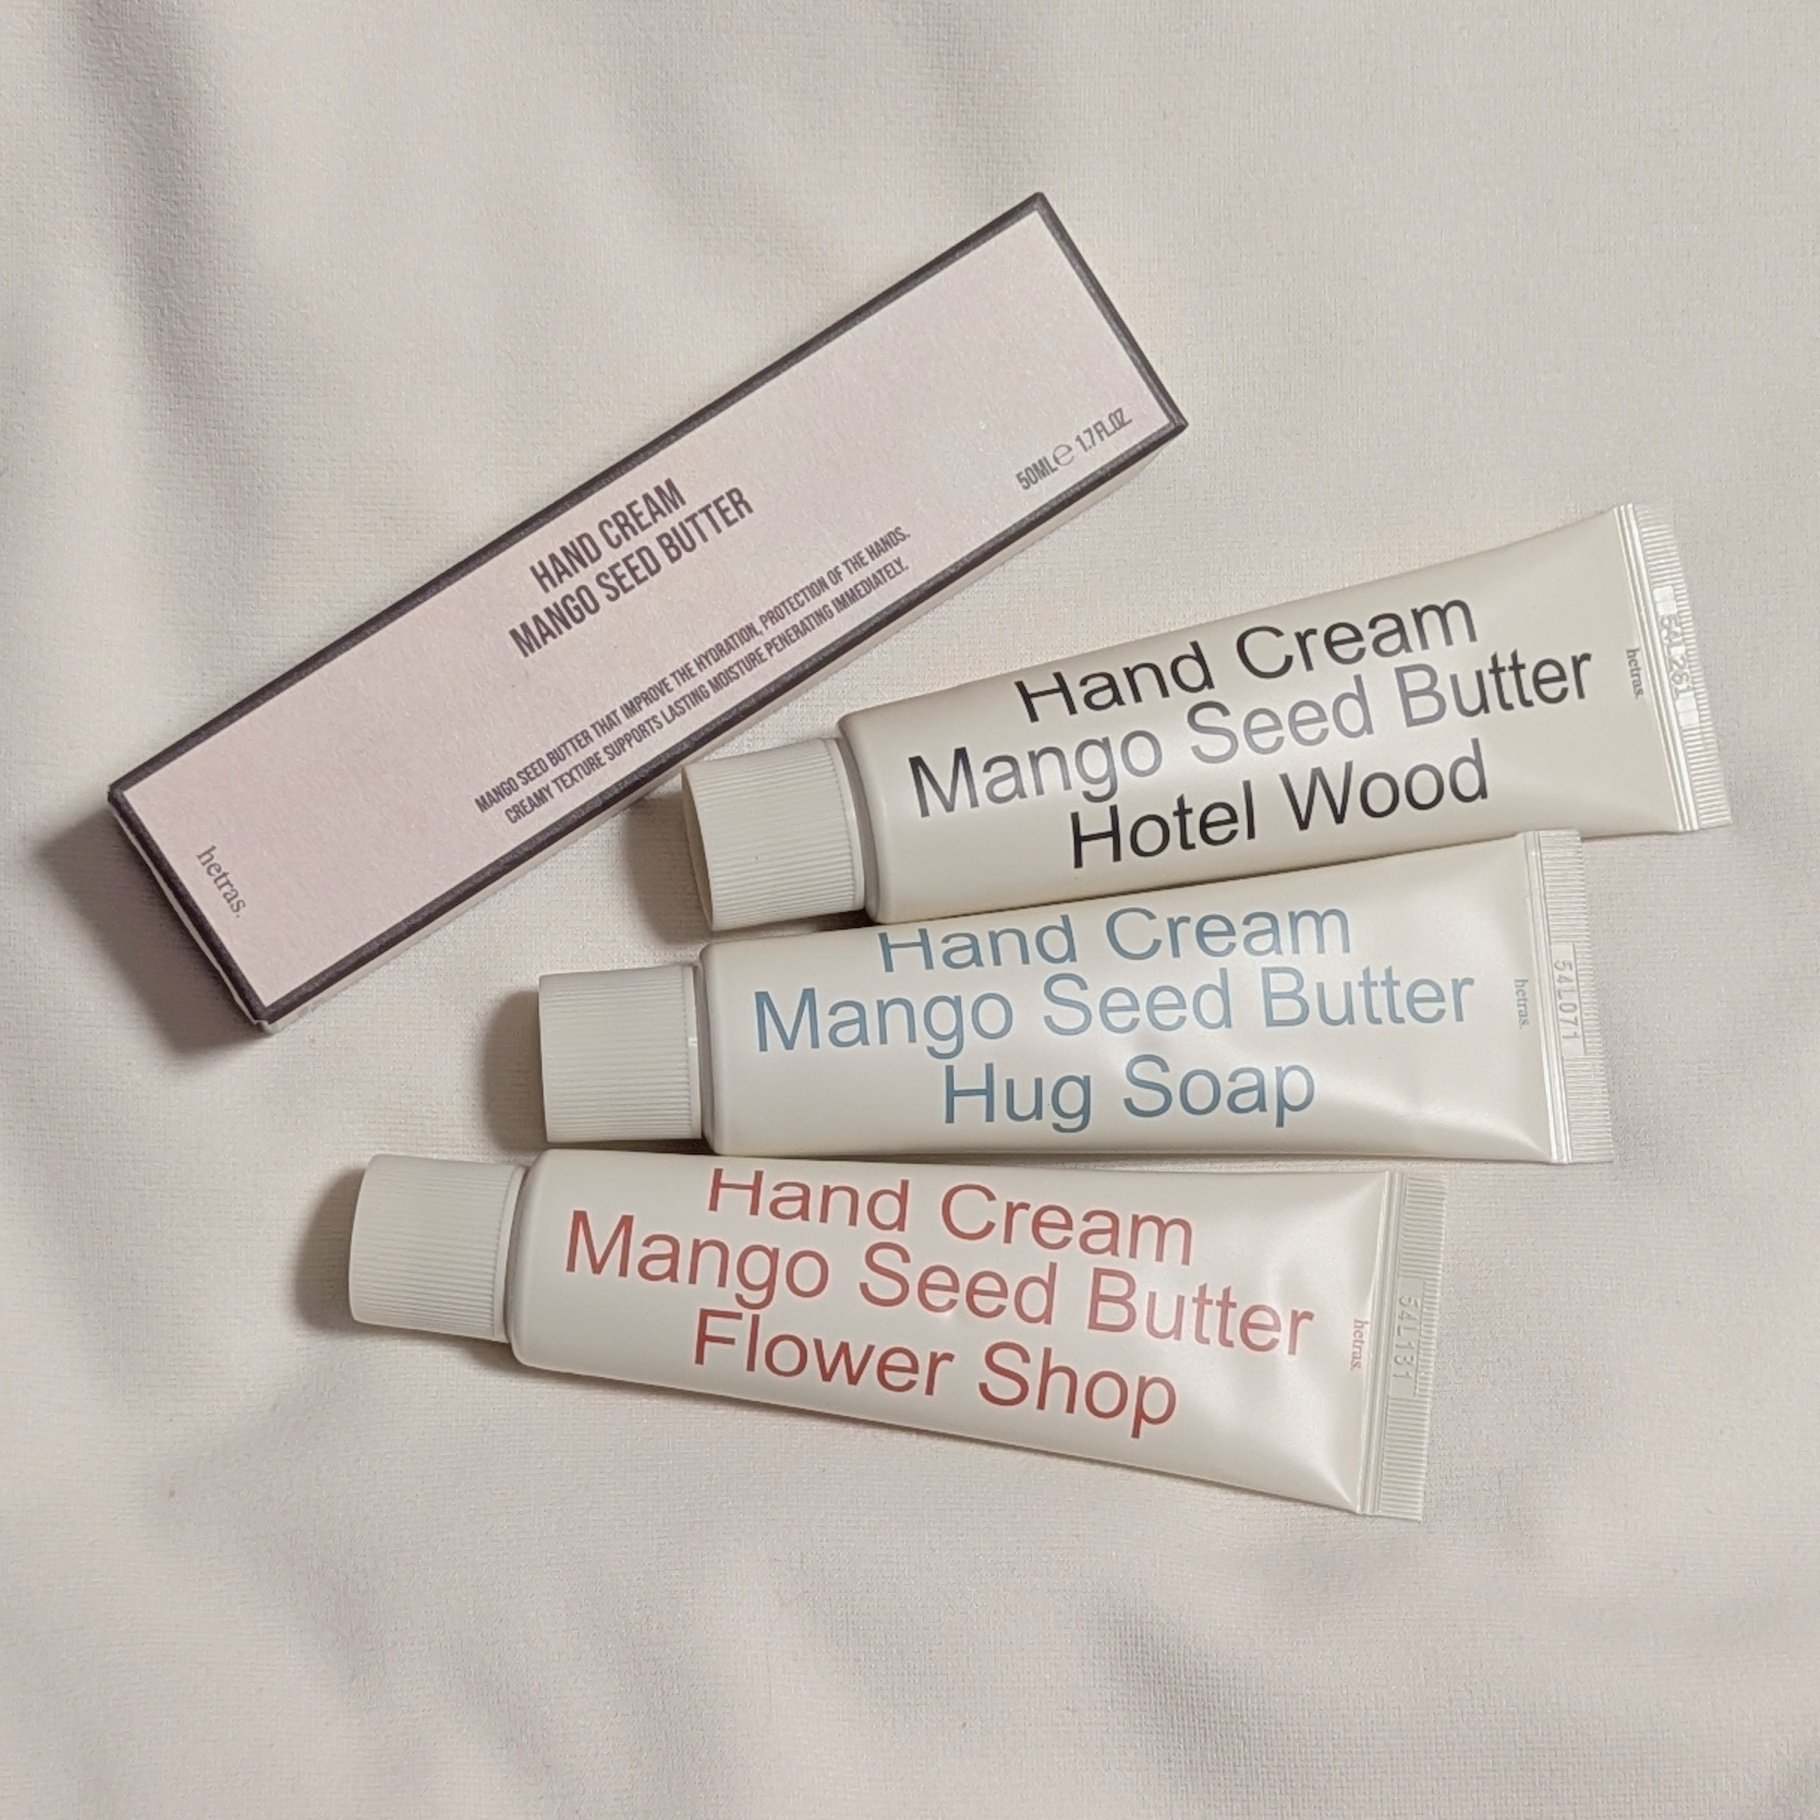 HAND CREAM
MANGO SEED BUTTER
MANGO SEED BUTTER THAT IMPROVE THE HYDRATION, PROTECTION OF THE HANDS.
CREAMY TEXTURE SUPPORTS LASTING MOISTURE PENERATING IMMEDIATELY.
50ML℮ 1.7FL.OZ.
hetras.
Hand Cream
Mango Seed Butter
Hotel Wood
hetras.
Hand Cream
Mango Seed Butter
Hug Soap
hetras.
54L071
Hand Cream
Mango Seed Butter
Flower Shop
hetras.
54L131